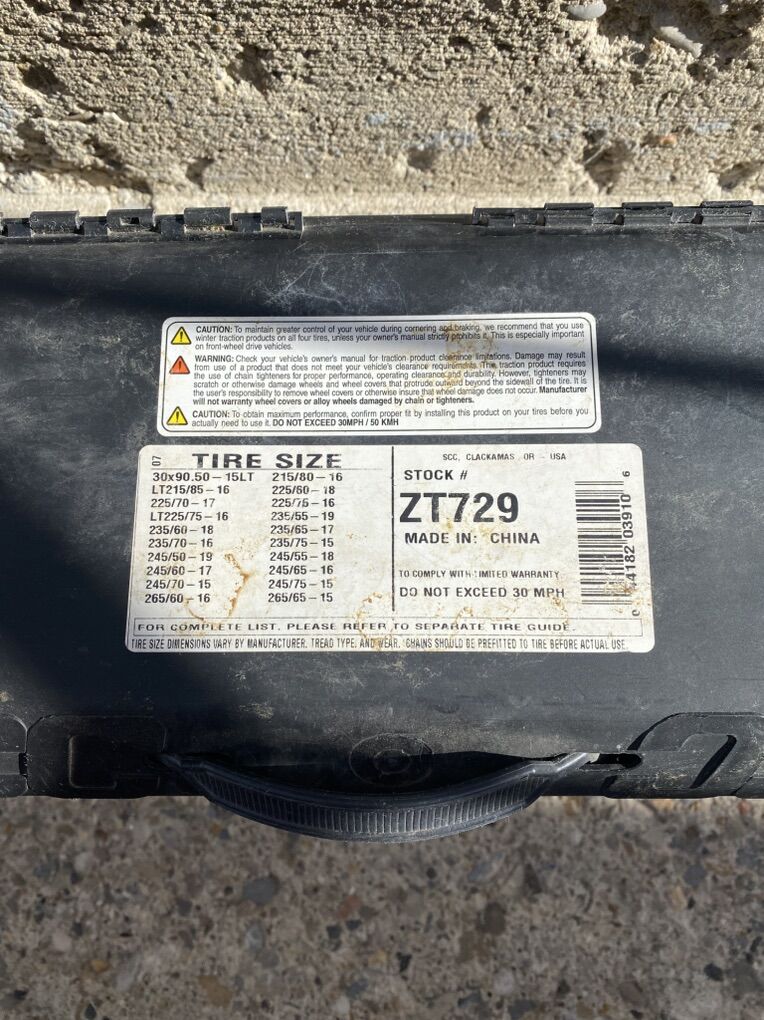 CAUTION: To maintain greater control of your vehicle during cornering and braking, we recommend that you use
winter traction products on all four tires, unless your owner's manual strictly prohibits it. This is especially important
on front-wheel drive vehicles.
WARNING: Check your vehicle's owner's manual for traction product clearance limitations. Damage may result
from use of a product that does not meet your vehicle's clearance requirements. This traction product requires
the use of chain tighteners for proper performance, operating clearance and durability. However, tighteners may
scratch or otherwise damage wheels and wheel covers that protrude outward beyond the sidewall of the tire. It is
the user's responsibility to remove wheel covers or otherwise insure that wheel damage does not occur. Manufacturer
will not warranty wheel covers or alloy wheels damaged by chain or tighteners.
CAUTION: To obtain maximum performance, confirm proper fit by installing this product on your tires before you
actually need to use it. DO NOT EXCEED 30MPH / 50 KMH
07
TIRE SIZE
30x90.50-15LT 215/80-16
LT215/85-16 225/60-18
225/70-17 225/75-16
LT225/75-16 235/55-19
235/60-18 235/65-17
235/70-16 235/75-15
245/50-19 245/55-18
245/60-17 245/65-16
245/70-15 245/75-15
265/60-16 265/65-15
SCC, CLACKAMAS OR - USA
STOCK #
ZT729
MADE IN: CHINA
TO COMPLY WITH LIMITED WARRANTY
DO NOT EXCEED 30 MPH
0 44182 03910 6
FOR COMPLETE LIST, PLEASE REFER TO SEPARATE TIRE GUIDE.
TIRE SIZE DIMENSIONS VARY BY MANUFACTURER, TREAD TYPE, AND WEAR. CHAINS SHOULD BE PREFITTED TO TIRE BEFORE ACTUAL USE.